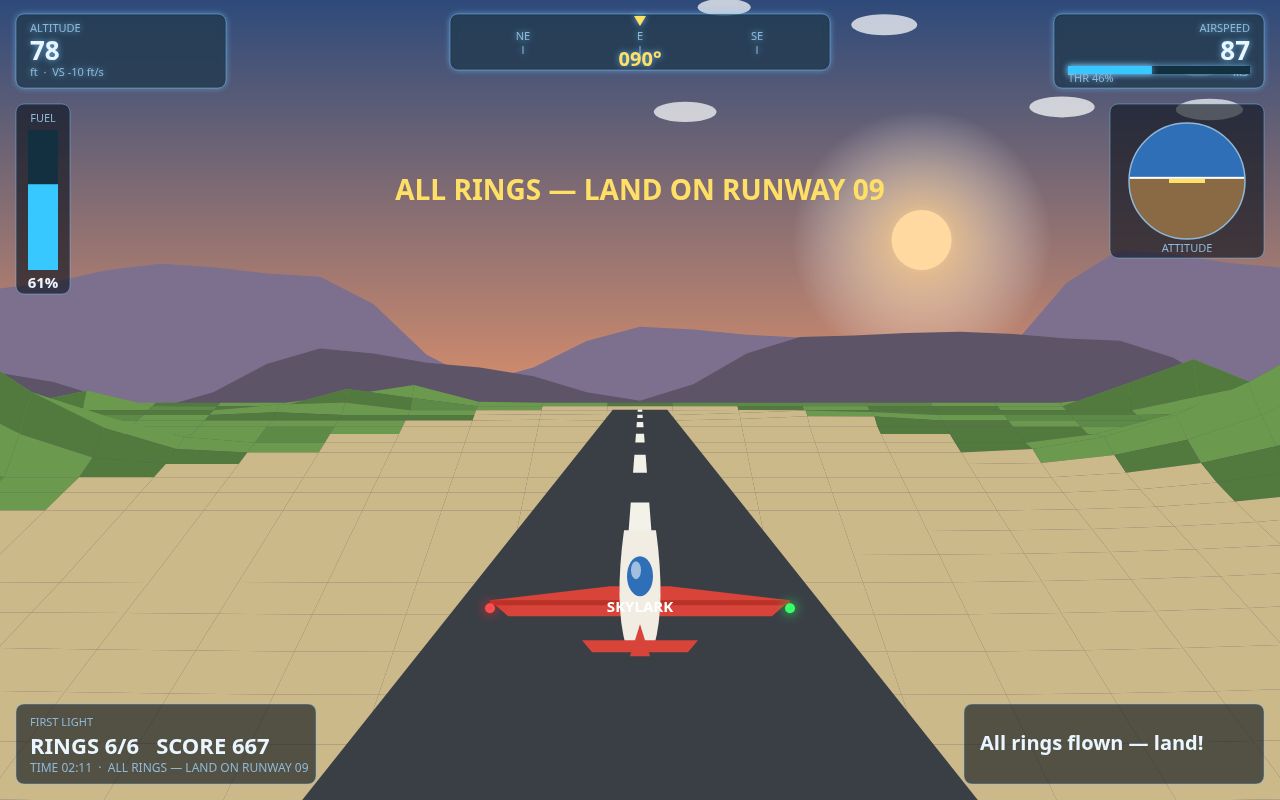 ALTITUDE
78
ft · VS -10 ft/s
NE
E
SE
090°
AIRSPEED
87
THR 46%
FUEL
61%
ALL RINGS — LAND ON RUNWAY 09
ATTITUDE
SKYLARK
FIRST LIGHT
RINGS 6/6 SCORE 667
TIME 02:11 · ALL RINGS — LAND ON RUNWAY 09
All rings flown — land!